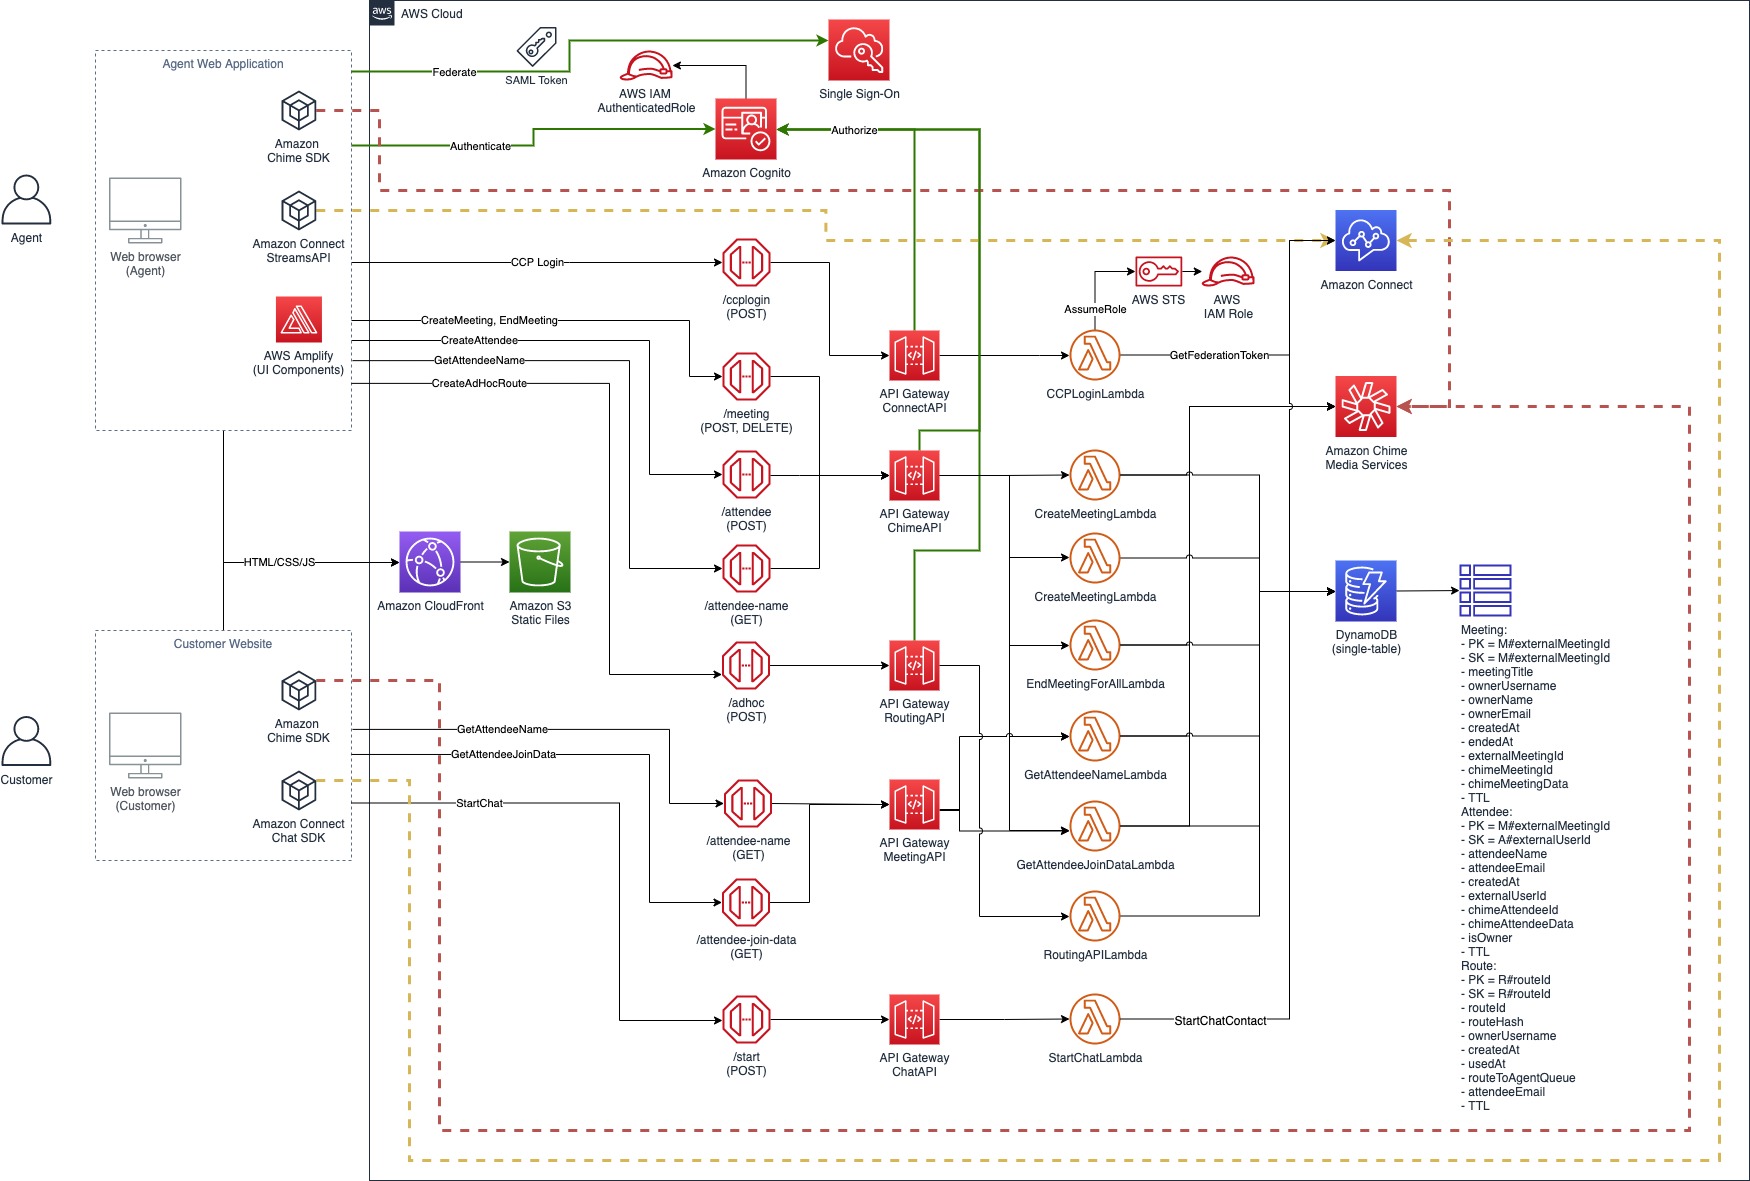 aws
AWS Cloud
Agent Web Application
Federate
SAML Token
AWS IAM
AuthenticatedRole
Single Sign-On
Amazon
Chime SDK
Authenticate
Authorize
Amazon Cognito
Agent
Web browser
(Agent)
Amazon Connect
StreamsAPI
CCP Login
/ccplogin
(POST)
AssumeRole
AWS STS
AWS
IAM Role
Amazon Connect
AWS Amplify
(UI Components)
CreateMeeting, EndMeeting
CreateAttendee
GetAttendeeName
CreateAdHocRoute
/meeting
(POST, DELETE)
API Gateway
ConnectAPI
CCPLoginLambda
GetFederationToken
Amazon Chime
Media Services
/attendee
(POST)
API Gateway
ChimeAPI
CreateMeetingLambda
HTML/CSS/JS
Amazon CloudFront
Amazon S3
Static Files
/attendee-name
(GET)
CreateMeetingLambda
DynamoDB
(single-table)
Customer Website
/adhoc
(POST)
API Gateway
RoutingAPI
EndMeetingForAllLambda
Amazon
Chime SDK
GetAttendeeName
GetAttendeeJoinData
StartChat
Customer
Web browser
(Customer)
Amazon Connect
Chat SDK
/attendee-name
(GET)
API Gateway
MeetingAPI
GetAttendeeNameLambda
GetAttendeeJoinDataLambda
/attendee-join-data
(GET)
RoutingAPILambda
/start
(POST)
API Gateway
ChatAPI
StartChatLambda
StartChatContact
Meeting:
- PK = M#externalMeetingId
- SK = M#externalMeetingId
- meetingTitle
- ownerUsername
- ownerName
- ownerEmail
- createdAt
- endedAt
- externalMeetingId
- chimeMeetingId
- chimeMeetingData
- TTL
Attendee:
- PK = M#externalMeetingId
- SK = A#externalUserId
- attendeeName
- attendeeEmail
- createdAt
- externalUserId
- chimeAttendeeId
- chimeAttendeeData
- isOwner
- TTL
Route:
- PK = R#routeId
- SK = R#routeId
- routeId
- routeHash
- ownerUsername
- createdAt
- usedAt
- routeToAgentQueue
- attendeeEmail
- TTL